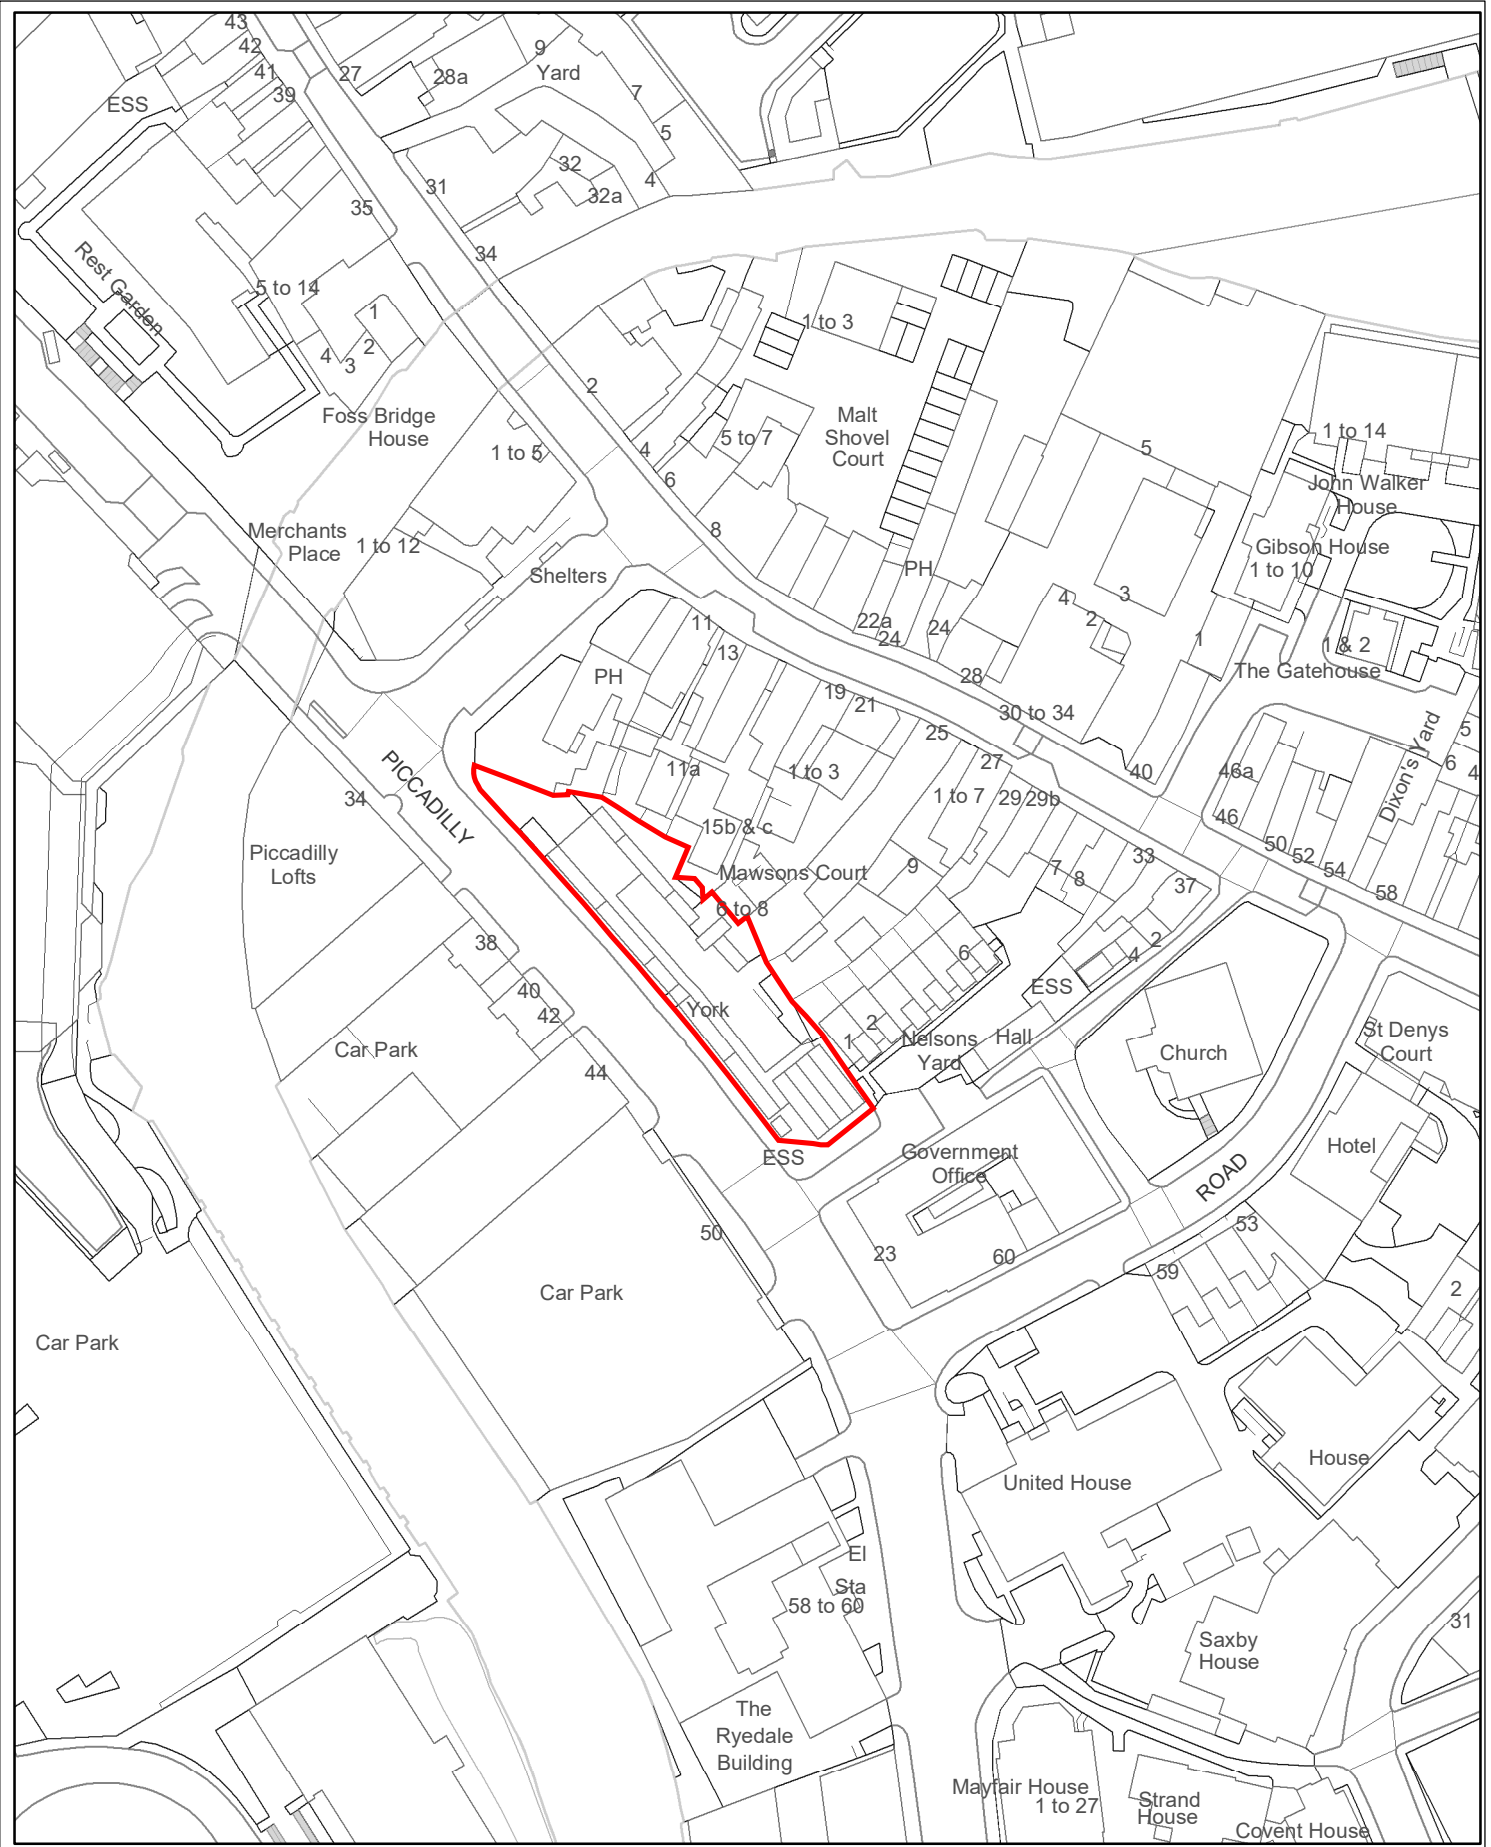 43
42
41
39
27
28a
9
Yard
7
5
4
ESS
32
32a
31
35
34
Rest Garden
5 to 14
1
2
4
3
Foss Bridge
House
1 to 5
2
4
6
8
1 to 3
5 to 7
Malt
Shovel
Court
5
1 to 14
John Walker
House
Gibson House
1 to 10
Merchants
Place
1 to 12
Shelters
PH
22a
24
24
4
2
3
1
1 & 2
The Gatehouse
28
30 to 34
11
13
PH
19
21
25
27
40
46a
46
50
52
54
58
Dixon's Yard
5
6
4
PICCADILLY
34
11a
1 to 3
1 to 7
29
29b
15b & c
Mawsons Court
6 to 8
9
7
8
33
37
2
4
Piccadilly
Lofts
38
40
42
44
York
6
ESS
1
2
Nelsons
Yard
Hall
Church
St Denys
Court
Car Park
ESS
Government
Office
Hotel
ROAD
50
23
60
53
59
2
Car Park
Car Park
United House
House
El
Sta
58 to 60
Saxby
House
31
The
Ryedale
Building
Mayfair House
1 to 27
Strand
House
Covent House